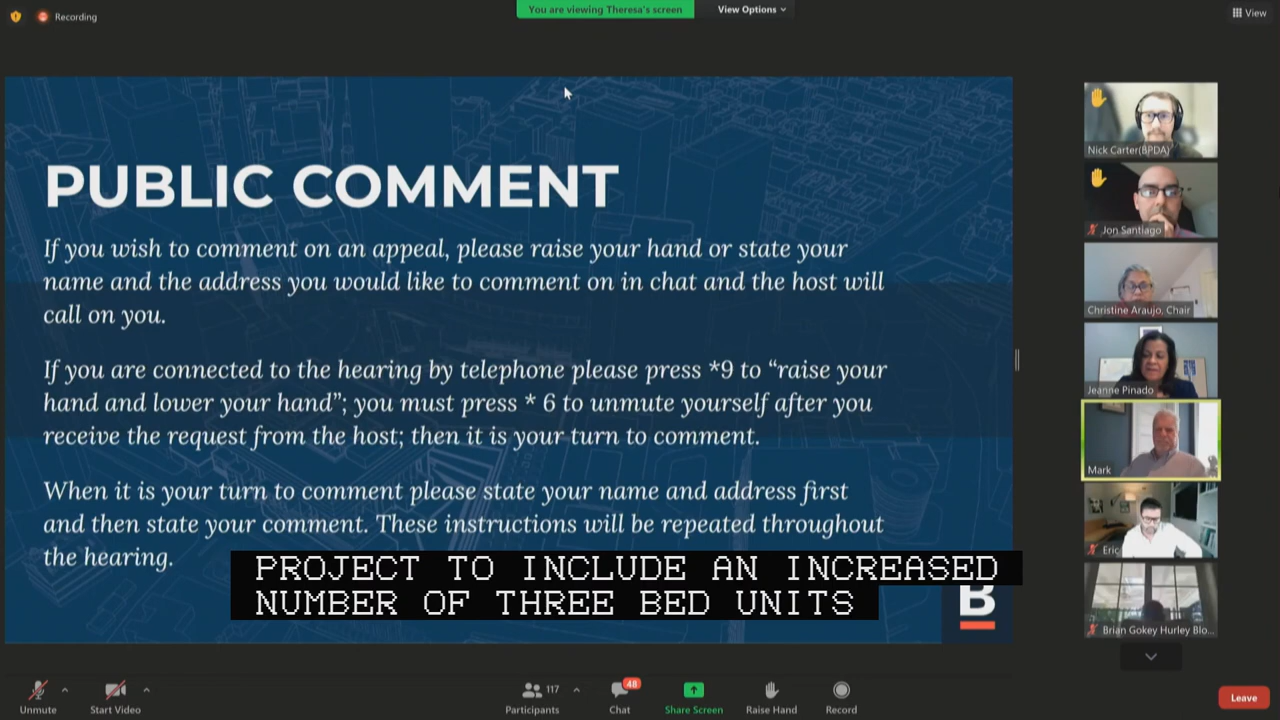 Recording
You are viewing Theresa's screen
View Options
View
PUBLIC COMMENT
If you wish to comment on an appeal, please raise your hand or state your
name and the address you would like to comment on in chat and the host will
call on you.
If you are connected to the hearing by telephone please press *9 to “raise your
hand and lower your hand”; you must press * 6 to unmute yourself after you
receive the request from the host; then it is your turn to comment.
When it is your turn to comment please state your name and address first
and then state your comment. These instructions will be repeated throughout
the hearing.
PROJECT TO INCLUDE AN INCREASED
NUMBER OF THREE BED UNITS
B
Nick Carter(BPDA)
Jon Santiago
Christine Araujo, Chair
Jeanne Pinado
Mark
Eric
Brian Gokey Hurley Blo...
Unmute
Start Video
117
Participants
48
Chat
Share Screen
Raise Hand
Record
Leave